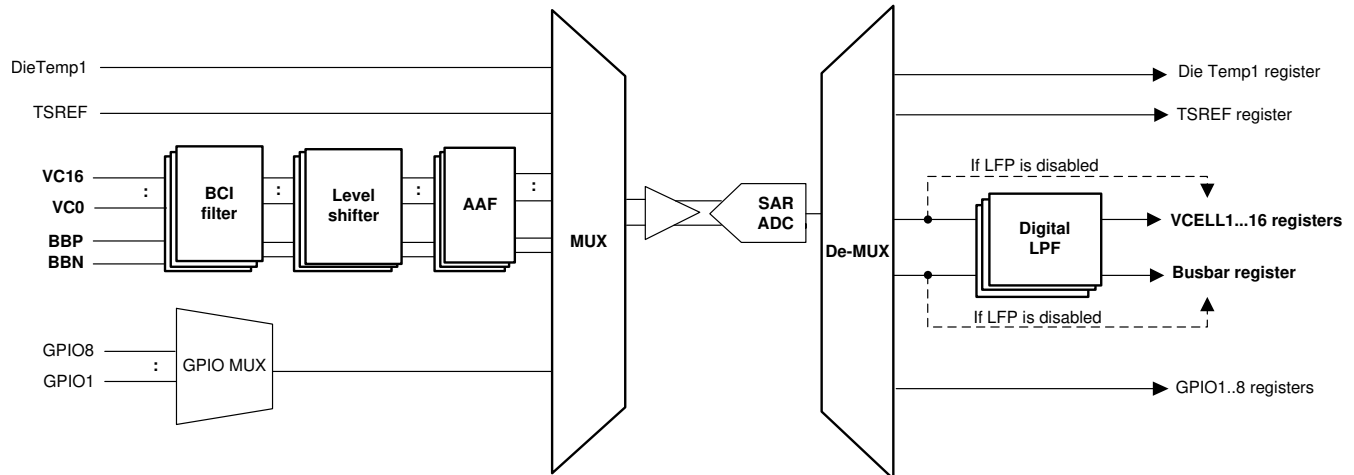 DieTemp1
TSREF
VC16
:
VC0
BBP
BBN
BCI
filter
:
Level
shifter
:
AAF
:
GPIO8
:
GPIO1
GPIO MUX
MUX
SAR
ADC
De-MUX
Die Temp1 register
TSREF register
If LFP is disabled
Digital
LPF
VCELL1...16 registers
Busbar register
If LFP is disabled
GPIO1..8 registers